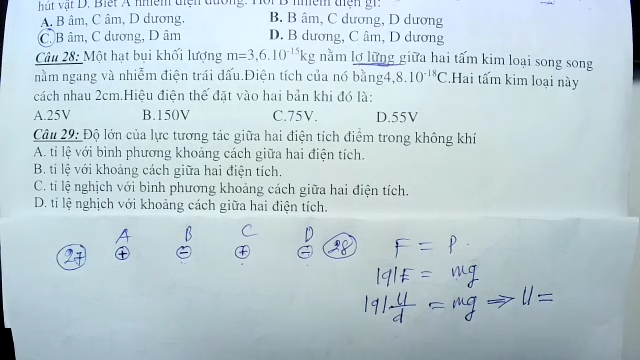 hút vật D. Biết A nhiễm điện dương. Hỏi B nhiễm điện gì:
A. B âm, C âm, D dương. B. B âm, C dương, D dương
C. B âm, C dương, D âm D. B dương, C âm, D dương
Câu 28: Một hạt bụi khối lượng m=3,6.10⁻¹⁵kg nằm lơ lửng giữa hai tấm kim loại song song
nằm ngang và nhiễm điện trái dấu.Điện tích của nó bằng4,8.10⁻¹⁸C.Hai tấm kim loại này
cách nhau 2cm.Hiệu điện thế đặt vào hai bản khi đó là:
A.25V B.150V C.75V. D.55V
Câu 29: Độ lớn của lực tương tác giữa hai điện tích điểm trong không khí
A. tỉ lệ với bình phương khoảng cách giữa hai điện tích.
B. tỉ lệ với khoảng cách giữa hai điện tích.
C. tỉ lệ nghịch với bình phương khoảng cách giữa hai điện tích.
D. tỉ lệ nghịch với khoảng cách giữa hai điện tích.
A B C D
27 + - + - 28 F = P.
|q|E = mg
|q|U/d = mg => U =